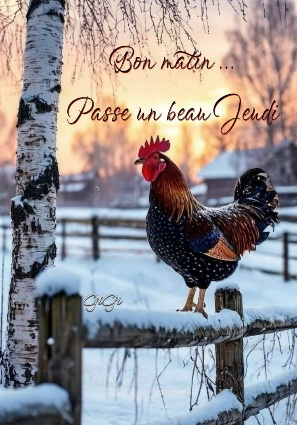 Bon matin ...
Passe un beau Jeudi
GiGi